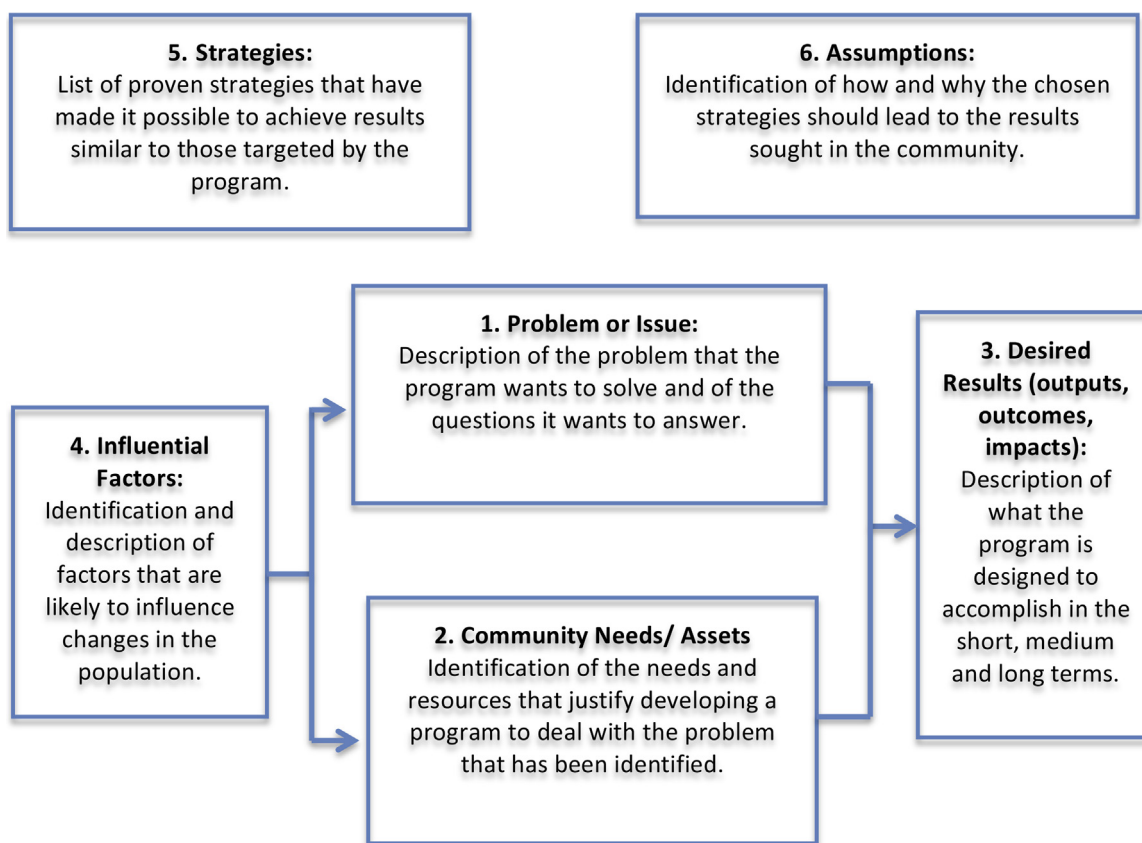 5. Strategies:
List of proven strategies that have
made it possible to achieve results
similar to those targeted by the
program.
6. Assumptions:
Identification of how and why the chosen
strategies should lead to the results
sought in the community.
1. Problem or Issue:
Description of the problem that the
program wants to solve and of the
questions it wants to answer.
4. Influential
Factors:
Identification and
description of
factors that are
likely to influence
changes in the
population.
2. Community Needs/ Assets
Identification of the needs and
resources that justify developing a
program to deal with the problem
that has been identified.
3. Desired
Results (outputs,
outcomes,
impacts):
Description of
what the
program is
designed to
accomplish in the
short, medium
and long terms.